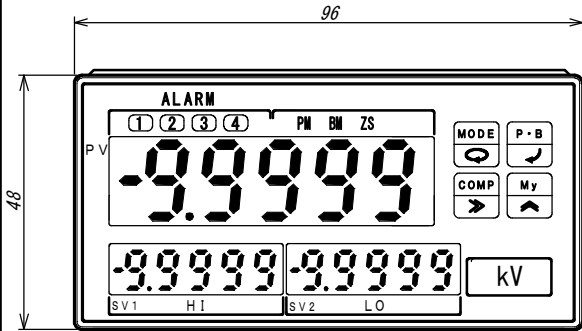 96
48
ALARM
1 2 3 4 PM BM ZS
PV
-9.9999
MODE P·B
COMP My
-9.9999 -9.9999
SV1 HI SV2 LO
kV